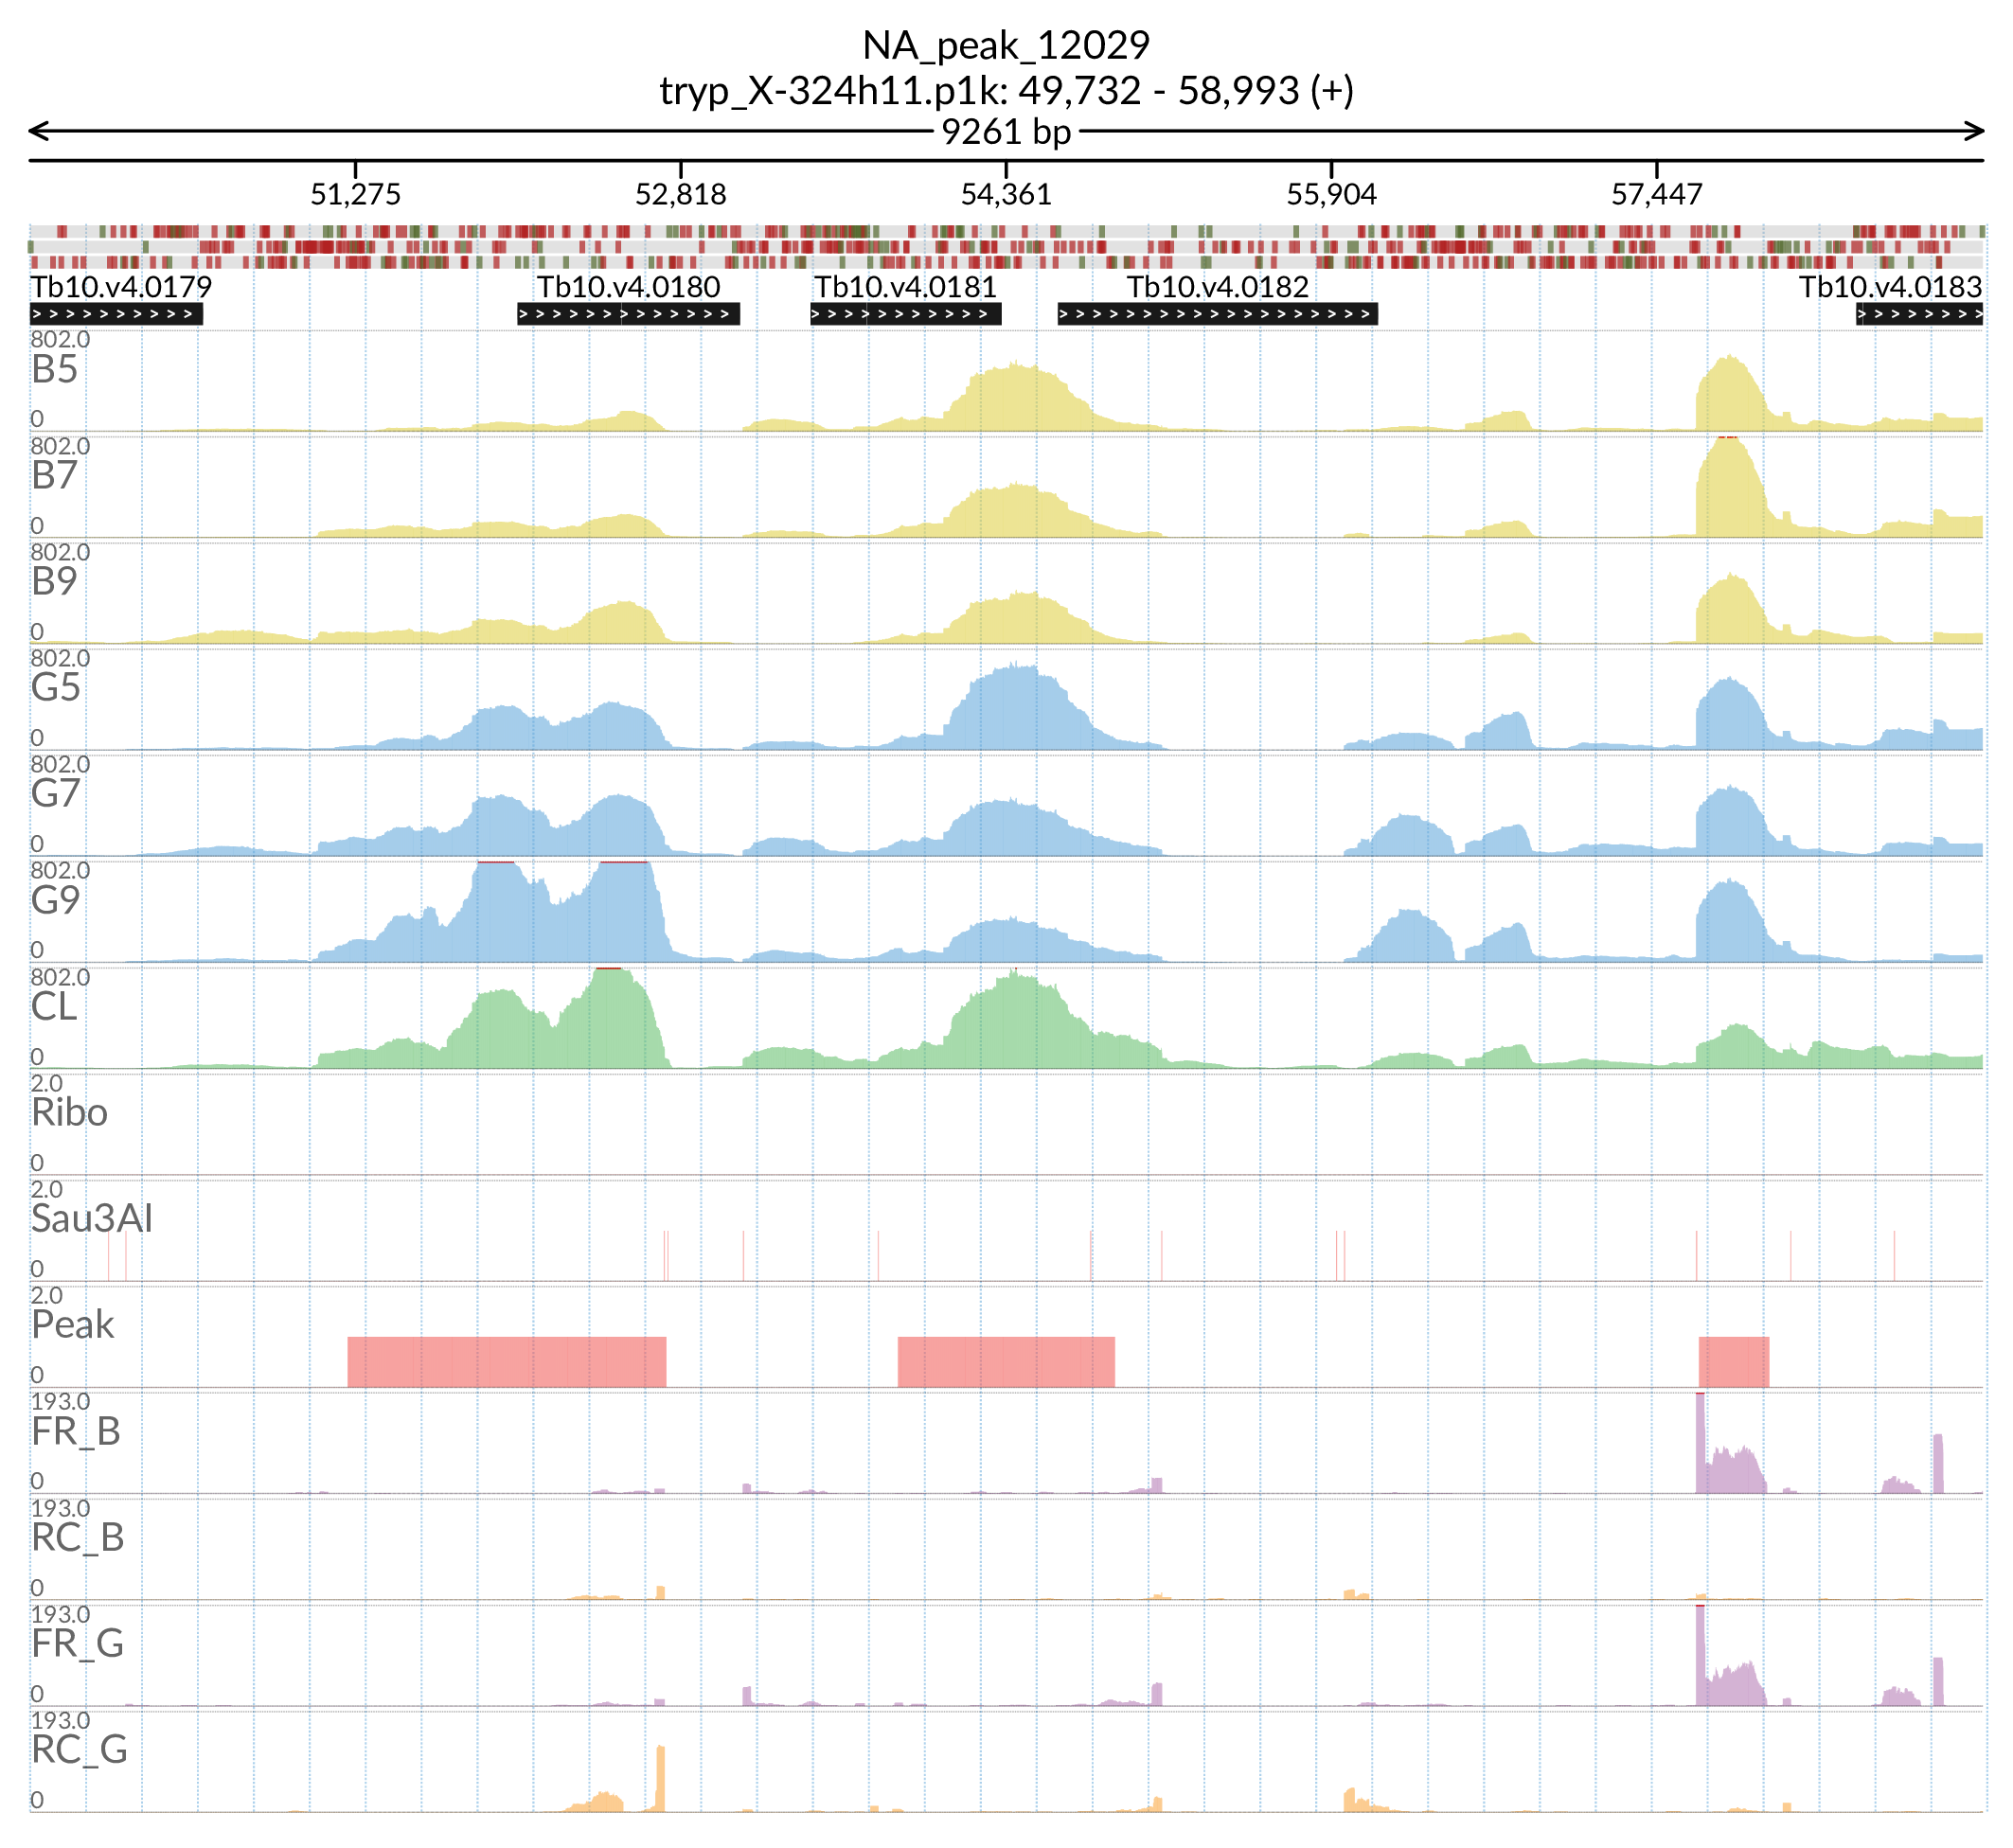 NA_peak_12029
tryp_X-324h11.p1k: 49,732 - 58,993 (+)
9261 bp
51,275 52,818 54,361 55,904 57,447
Tb10.v4.0179 Tb10.v4.0180 Tb10.v4.0181 Tb10.v4.0182 Tb10.v4.0183
802.0
B5
0
802.0
B7
0
802.0
B9
0
802.0
G5
0
802.0
G7
0
802.0
G9
0
802.0
CL
0
2.0
Ribo
0
2.0
Sau3AI
0
2.0
Peak
0
193.0
FR_B
0
193.0
RC_B
0
193.0
FR_G
0
193.0
RC_G
0